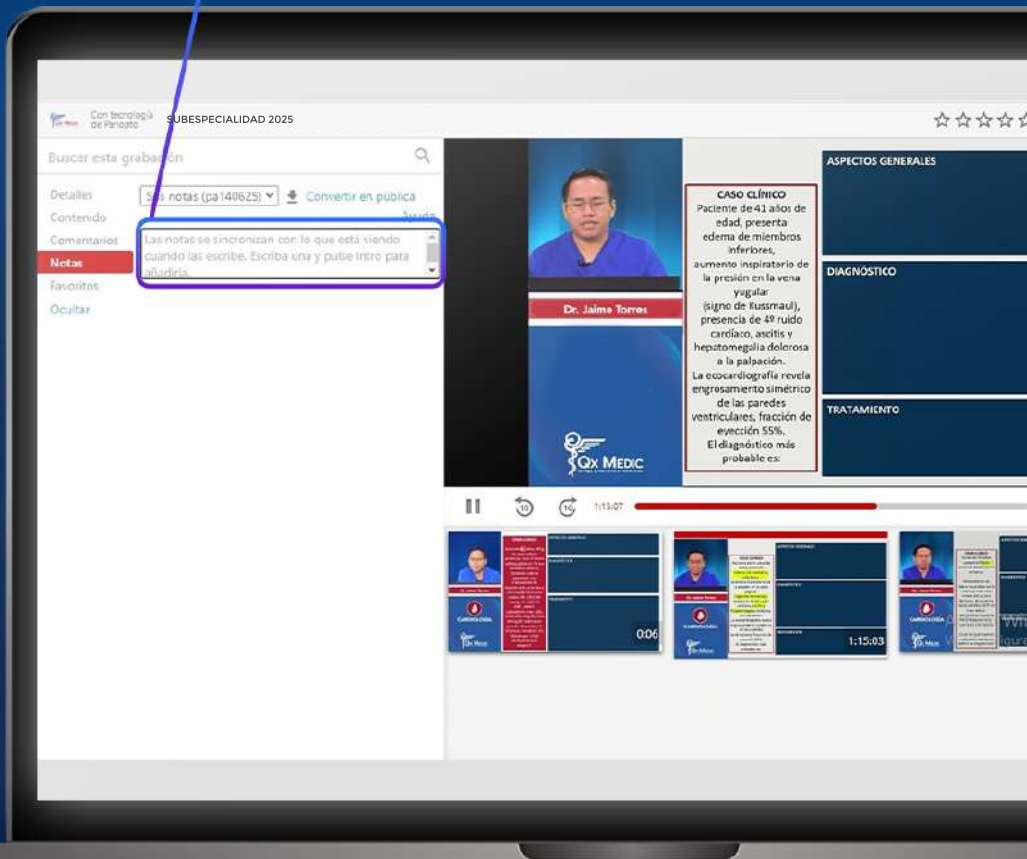 Con tecnología
de Panopto
SUBESPECIALIDAD 2025
Buscar esta grabación
Detalles
Sus notas (pa140625)
Convertir en pública
Contenido
Ayuda
Comentarios
Las notas se sincronizan con lo que está viendo
cuando las escribe. Escriba una y pulse Intro para
añadirla.
Notas
Favoritos
Ocultar
Dr. Jaime Torres
QX MEDIC
CASO CLÍNICO
Paciente de 41 años de
edad, presenta
edema de miembros
inferiores,
aumento inspiratorio de
la presión en la vena
yugular
(signo de Kussmaul),
presencia de 4º ruido
cardíaco, ascitis y
hepatomegalia dolorosa
a la palpación.
La ecocardiografía revela
engrosamiento simétrico
de las paredes
ventriculares, fracción de
eyección 55%.
El diagnóstico más
probable es:
ASPECTOS GENERALES
DIAGNÓSTICO
TRATAMIENTO
10
10
1:15:07
0:06
CARDIOLOGÍA
1:15:03